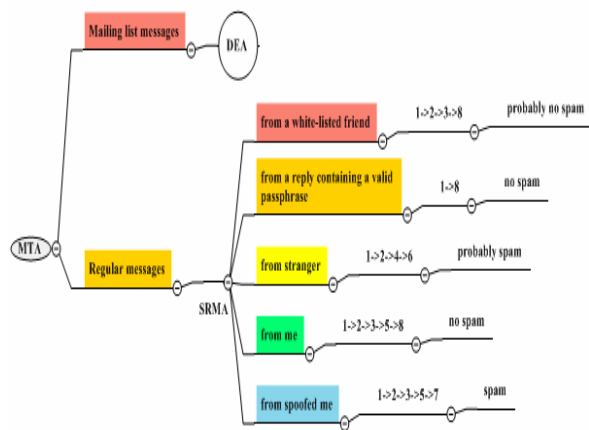 Mailing list messages
DEA
from a white-listed friend
1->2->3->8
probably no spam
from a reply containing a valid
passphrase
1->8
no spam
MTA
Regular messages
SRMA
from stranger
1->2->4->6
probably spam
from me
1->2->3->5->8
no spam
from spoofed me
1->2->3->5->7
spam